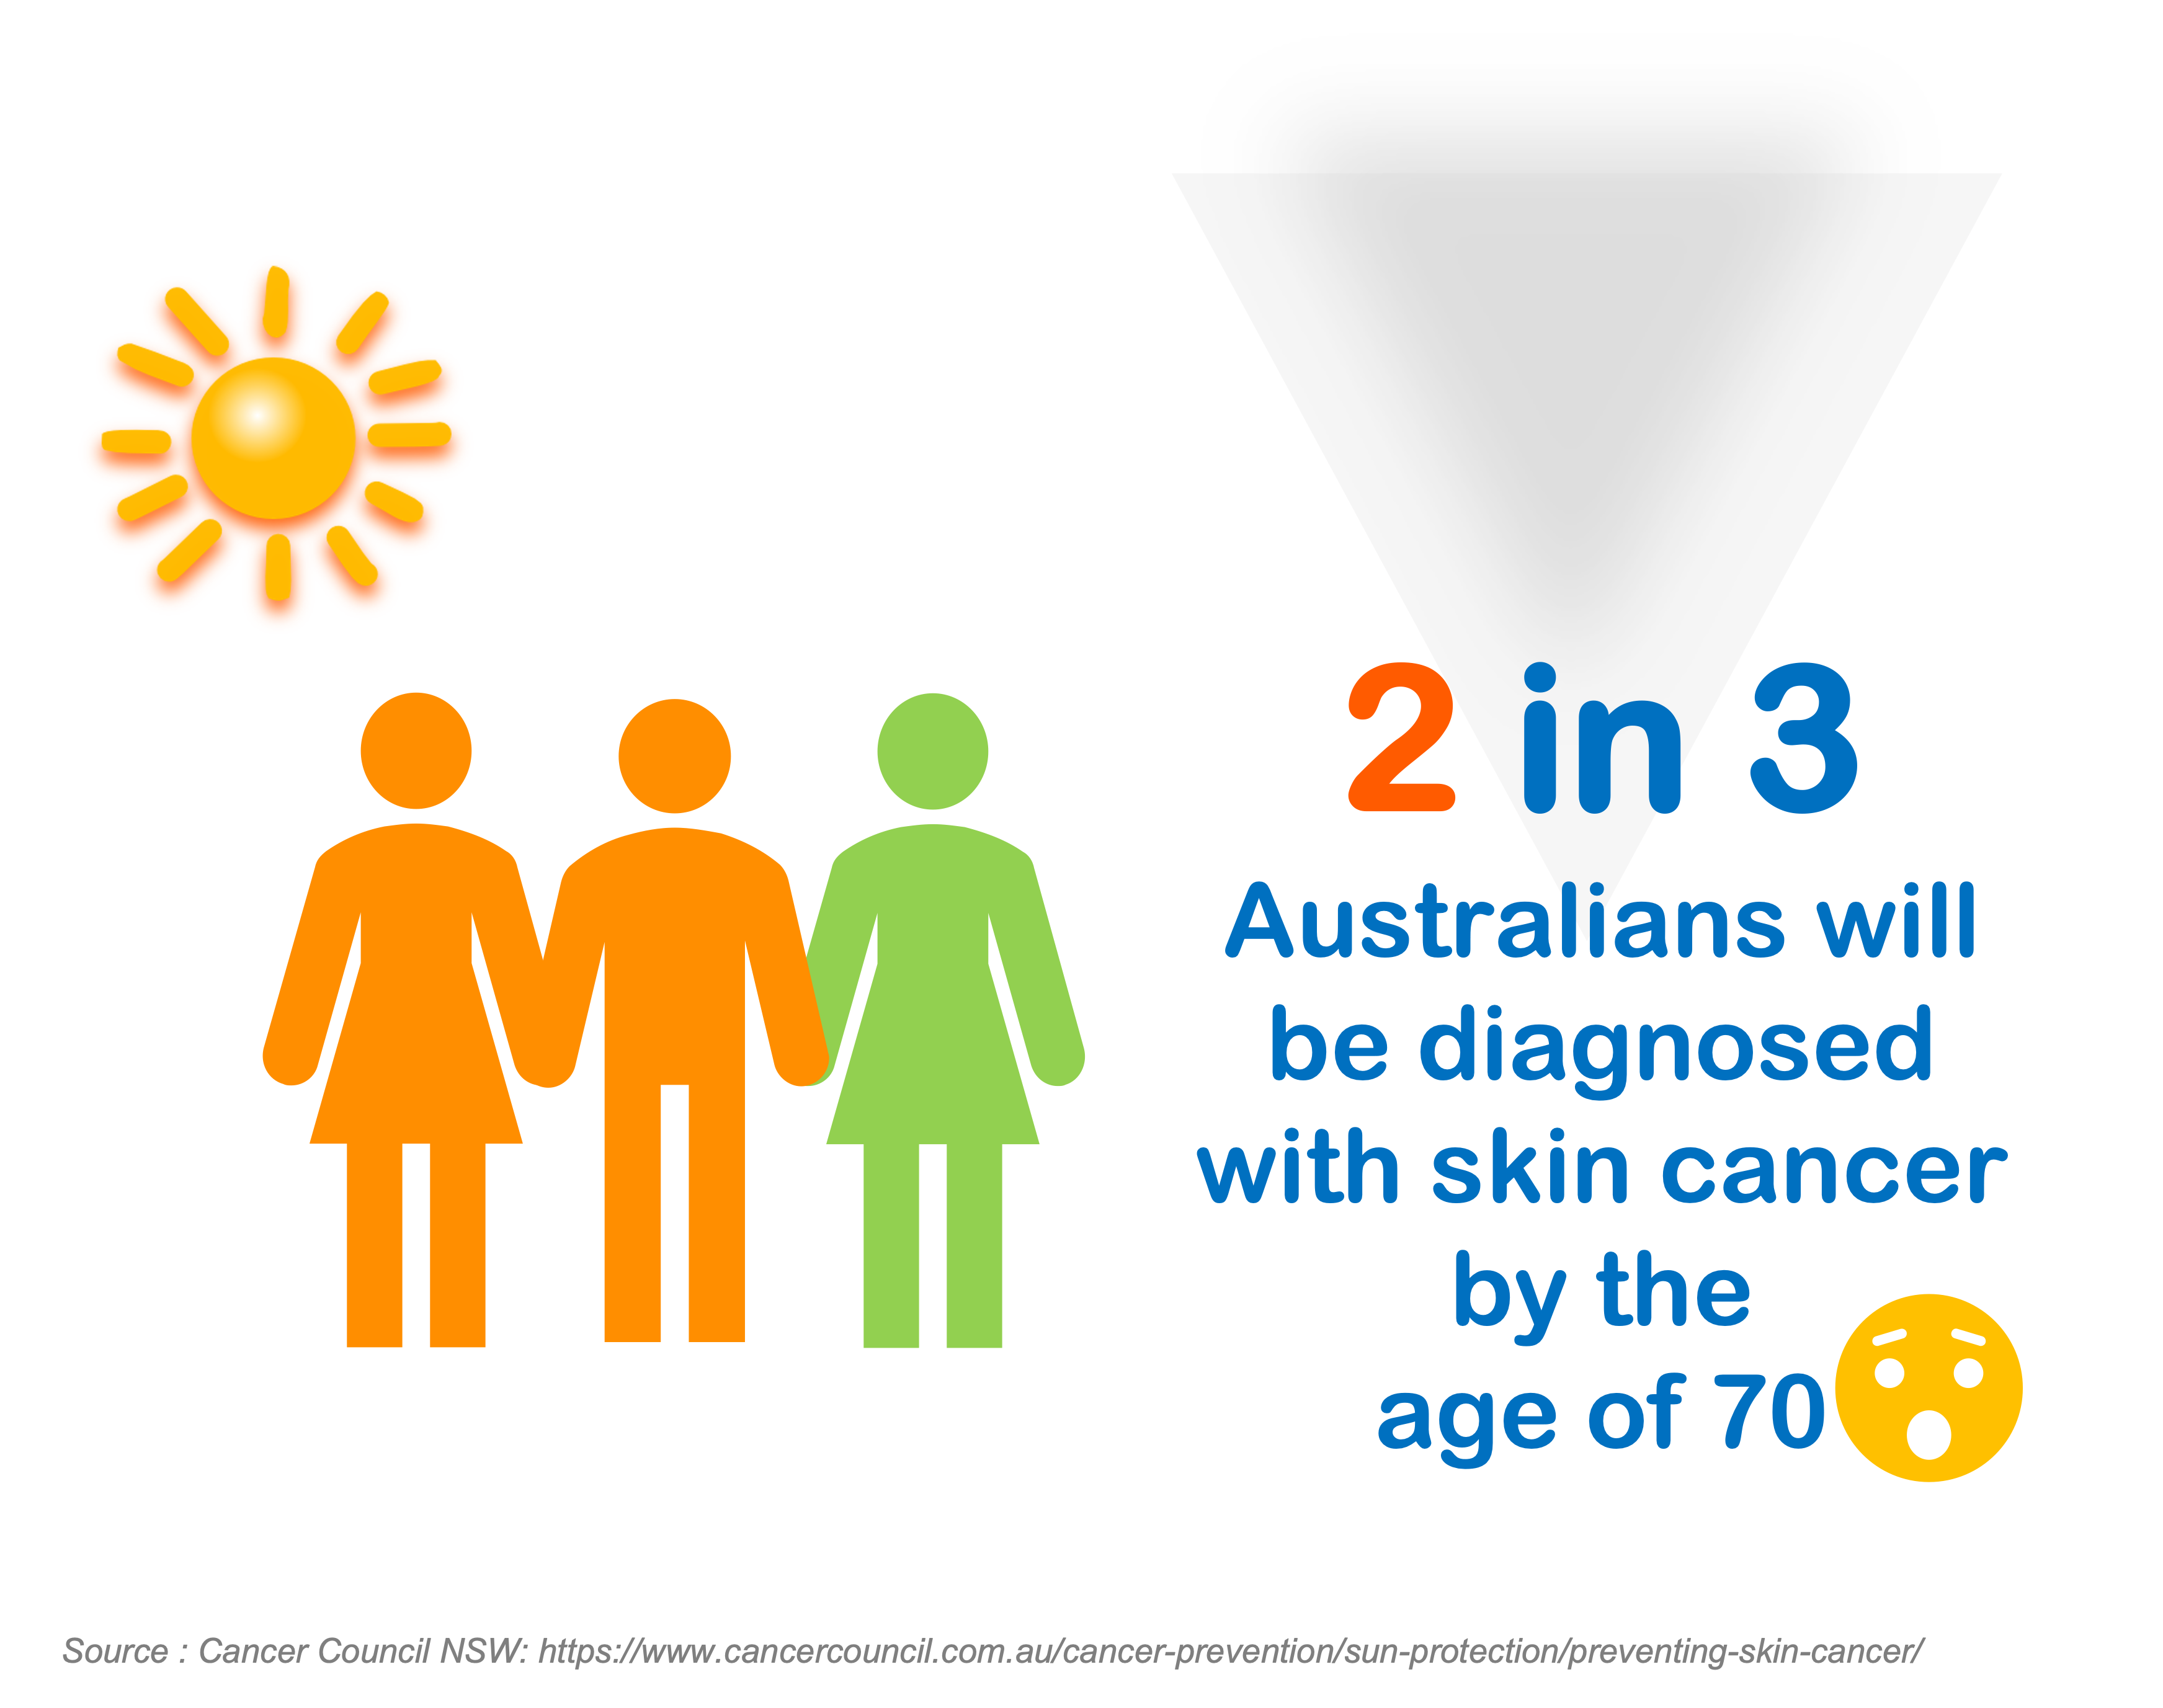 2 in 3
Australians will
be diagnosed
with skin cancer
by the
age of 70
Source : Cancer Council NSW: https://www.cancercouncil.com.au/cancer-prevention/sun-protection/preventing-skin-cancer/